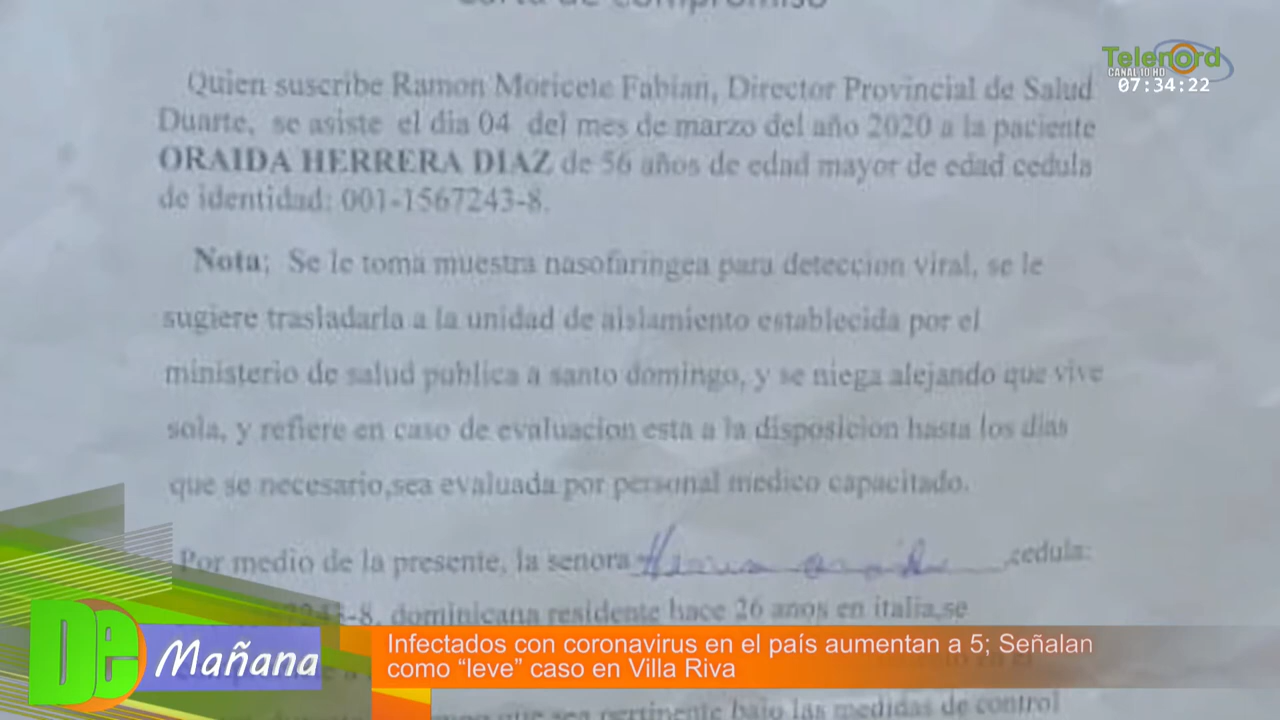 Carta de compromiso
Telenord
CANAL 10 HD
07:34:22
Quien suscribe Ramon Moricete Fabian, Director Provincial de Salud
Duarte, se asiste el dia 04 del mes de marzo del año 2020 a la paciente
ORAIDA HERRERA DIAZ de 56 años de edad mayor de edad cedula
de identidad: 001-1567243-8.
Nota; Se le toma muestra nasofaringea para deteccion viral, se le
sugiere trasladarla a la unidad de aislamiento establecida por el
ministerio de salud publica a santo domingo, y se niega alejando que vive
sola, y refiere en caso de evaluacion esta a la disposicion hasta los dias
que se necesario,sea evaluada por personal medico capacitado.
Por medio de la presente, la senora Herrera oraida ,cedula:
7243-8, dominicana residente hace 26 anos en italia,se
De Mañana
Infectados con coronavirus en el país aumentan a 5; Señalan
como “leve” caso en Villa Riva
que sea pertinente bajo las medidas de control